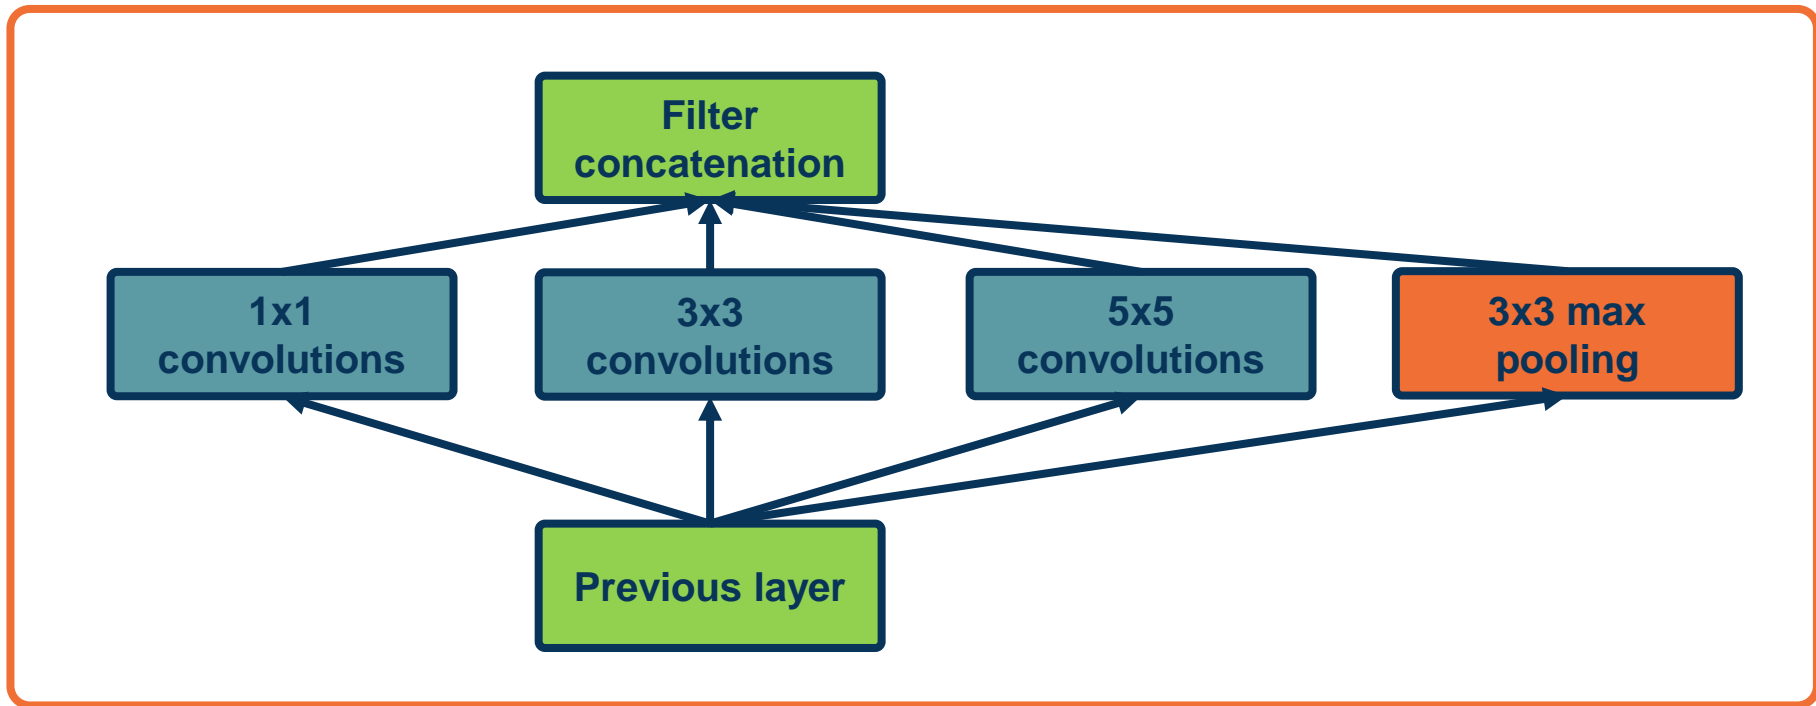 Filter
concatenation
1x1
convolutions
3x3
convolutions
5x5
convolutions
3x3 max
pooling
Previous layer